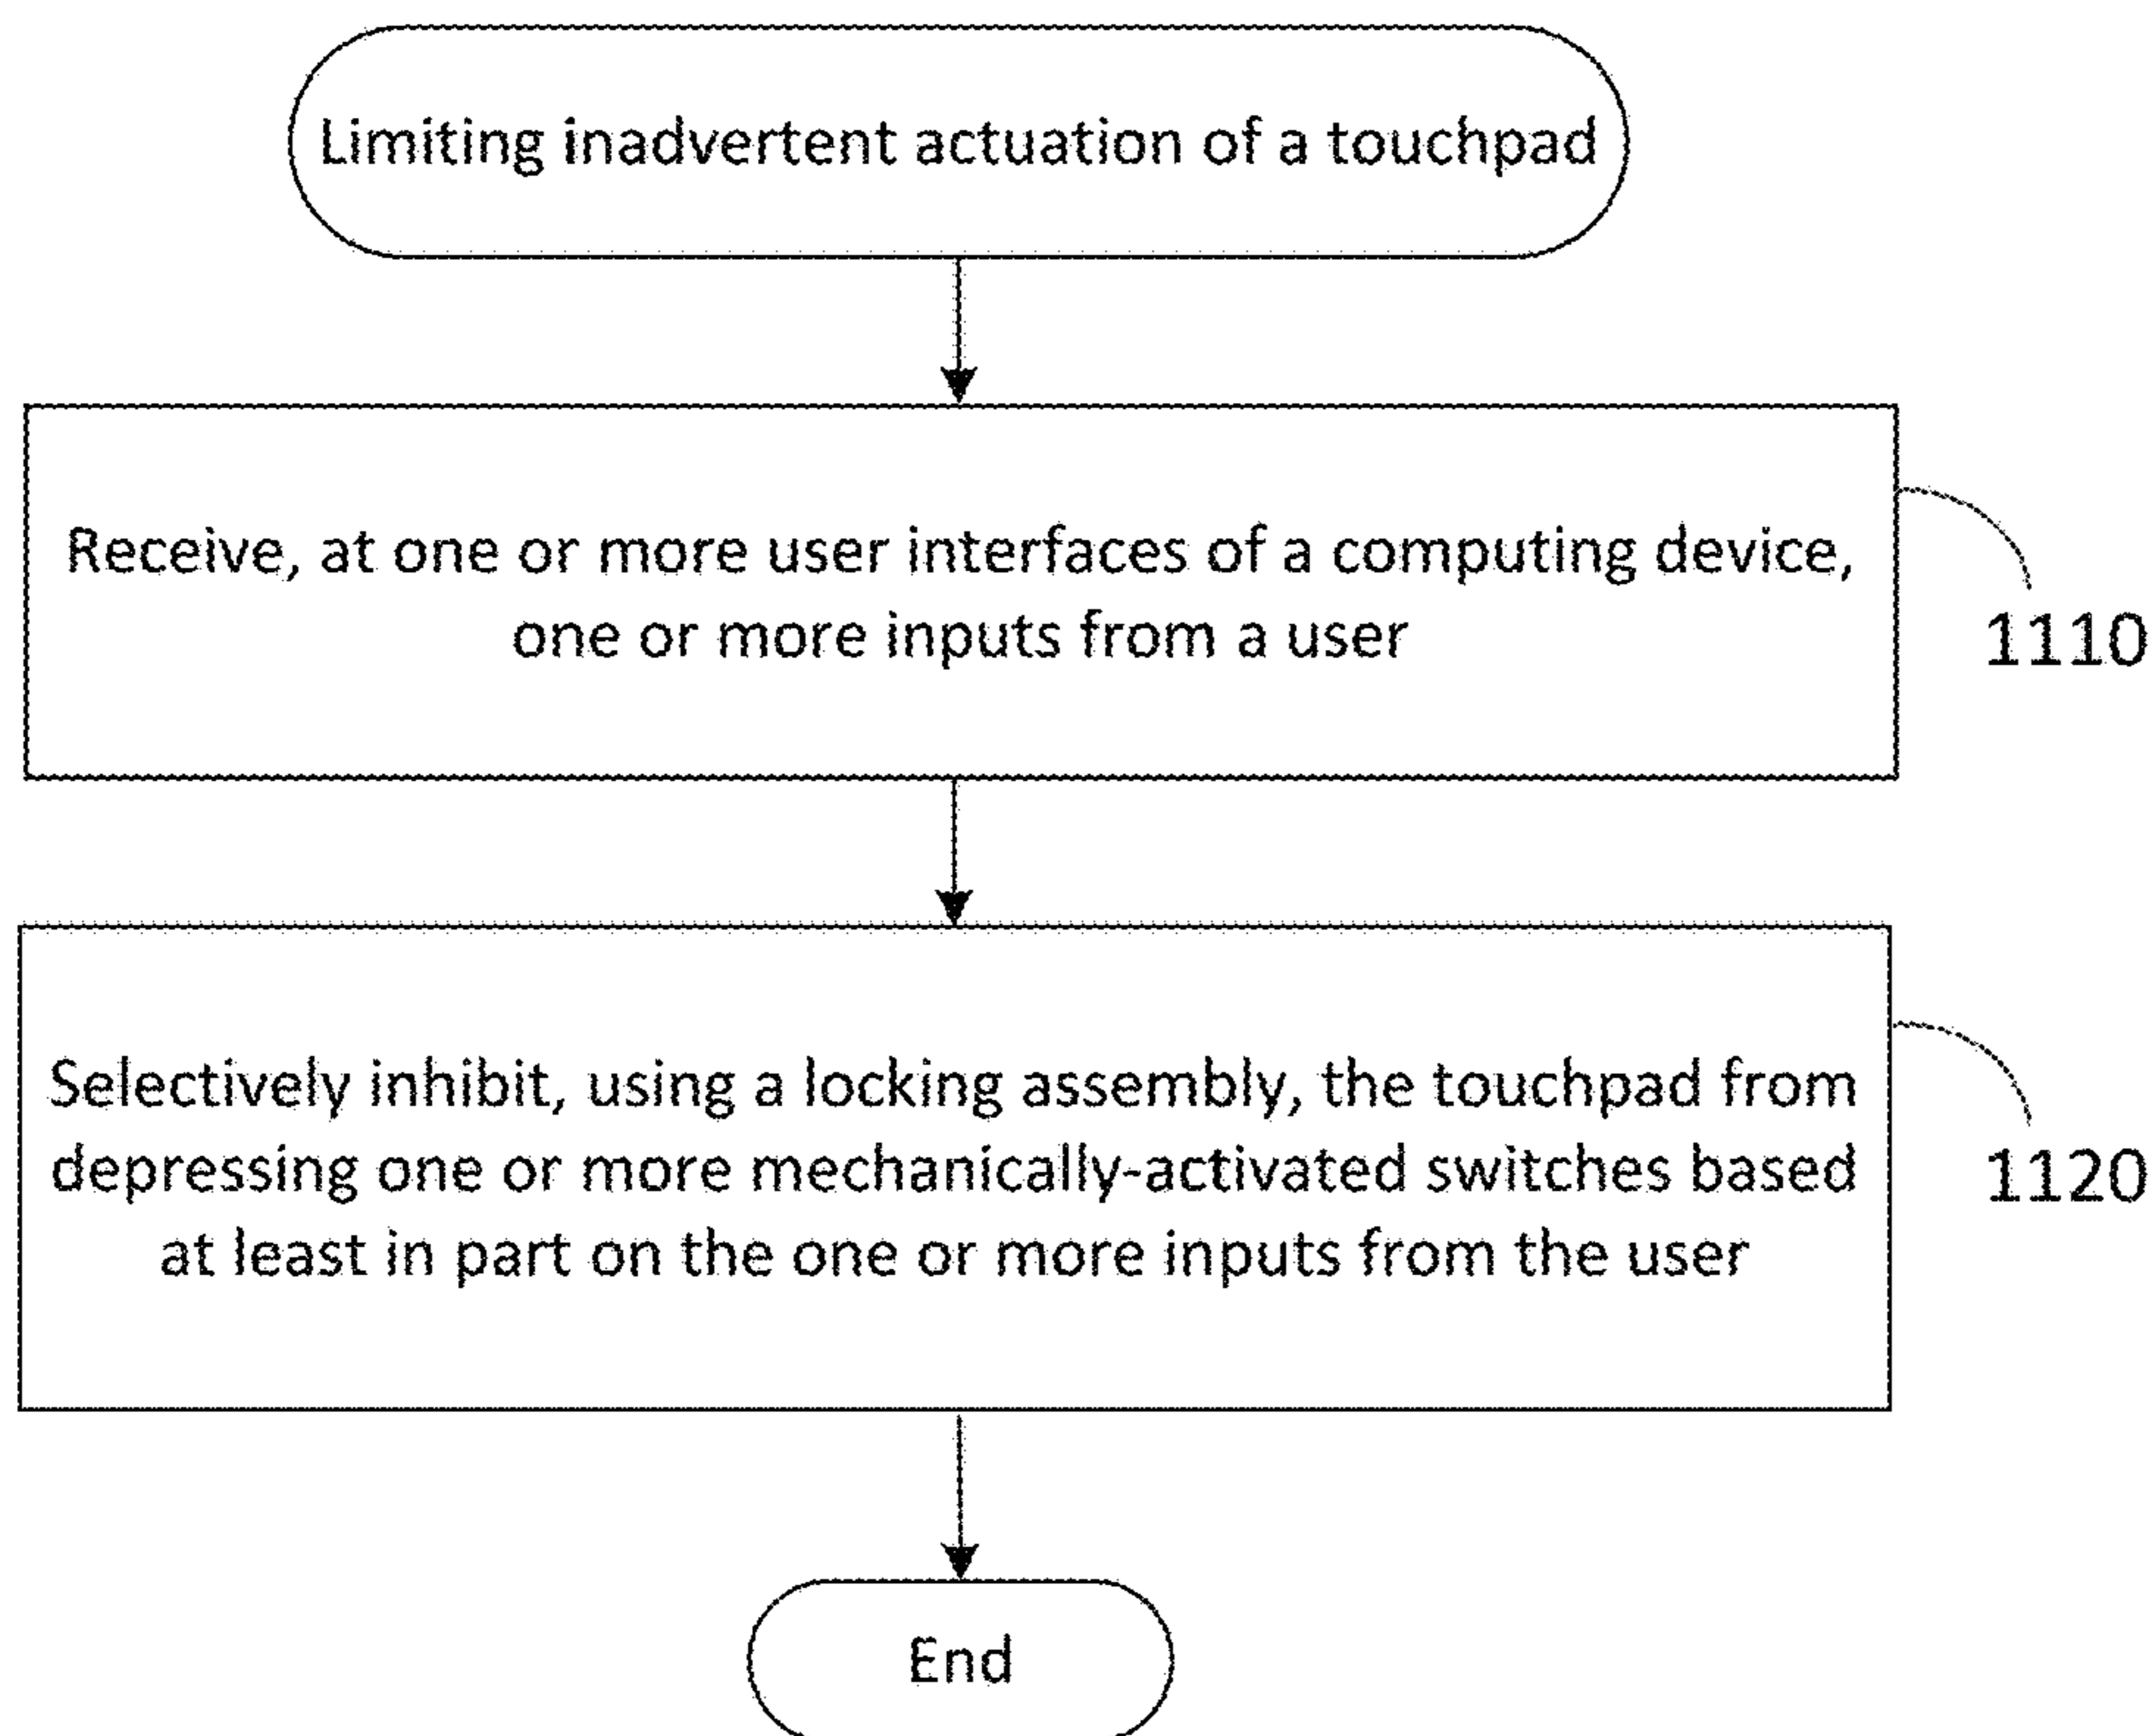 Limiting inadvertent actuation of a touchpad
Receive, at one or more user interfaces of a computing device,
one or more inputs from a user
1110
Selectively inhibit, using a locking assembly, the touchpad from
depressing one or more mechanically-activated switches based
at least in part on the one or more inputs from the user
1120
End